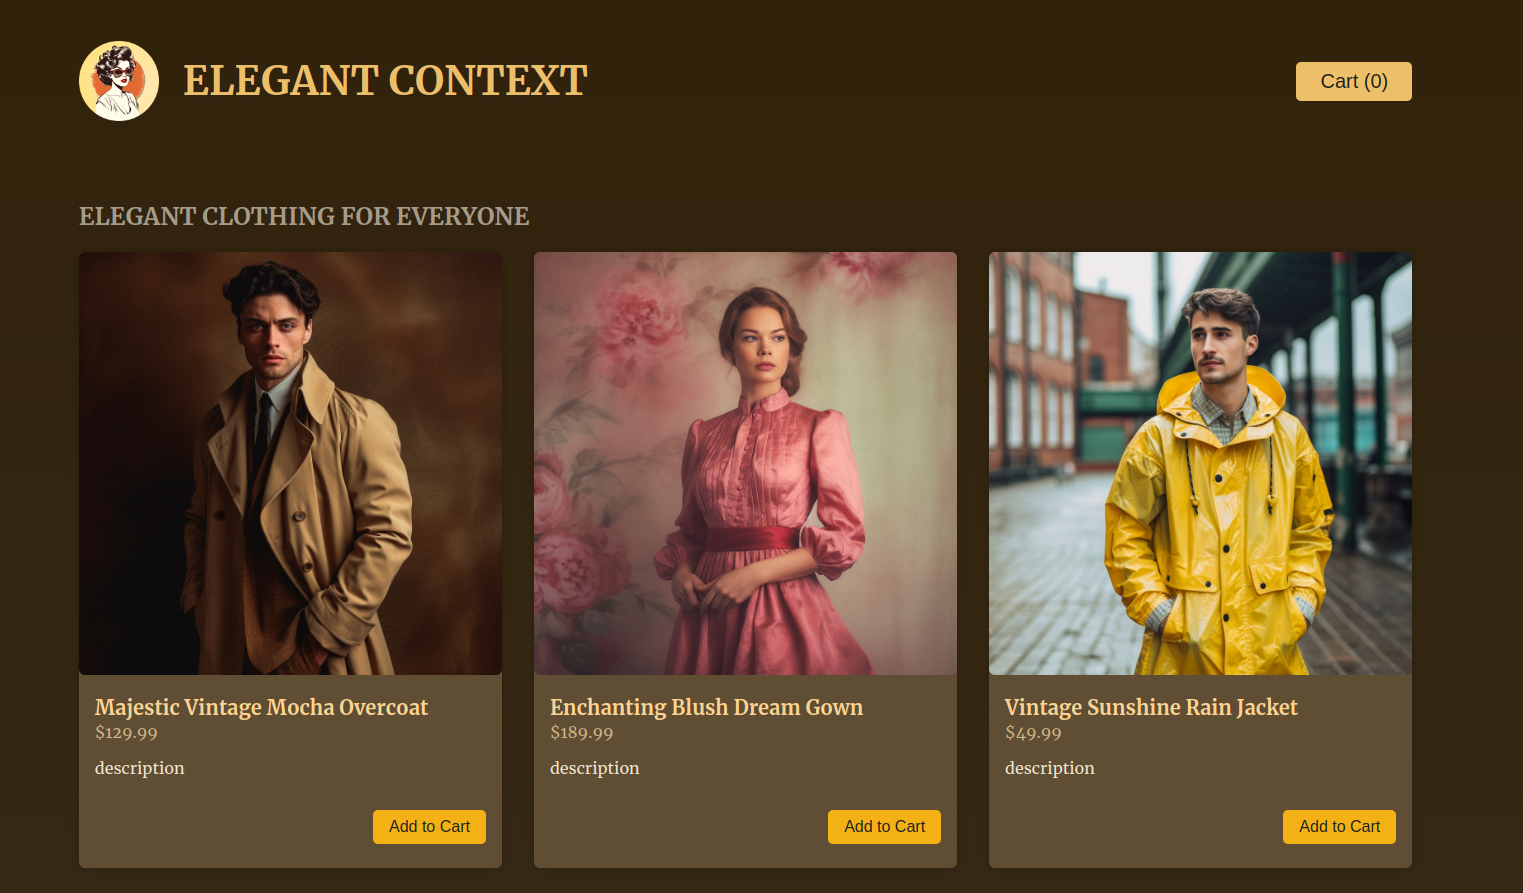 ELEGANT CONTEXT
Cart (0)
ELEGANT CLOTHING FOR EVERYONE
Majestic Vintage Mocha Overcoat
$129.99
description
Add to Cart
Enchanting Blush Dream Gown
$189.99
description
Add to Cart
Vintage Sunshine Rain Jacket
$49.99
description
Add to Cart